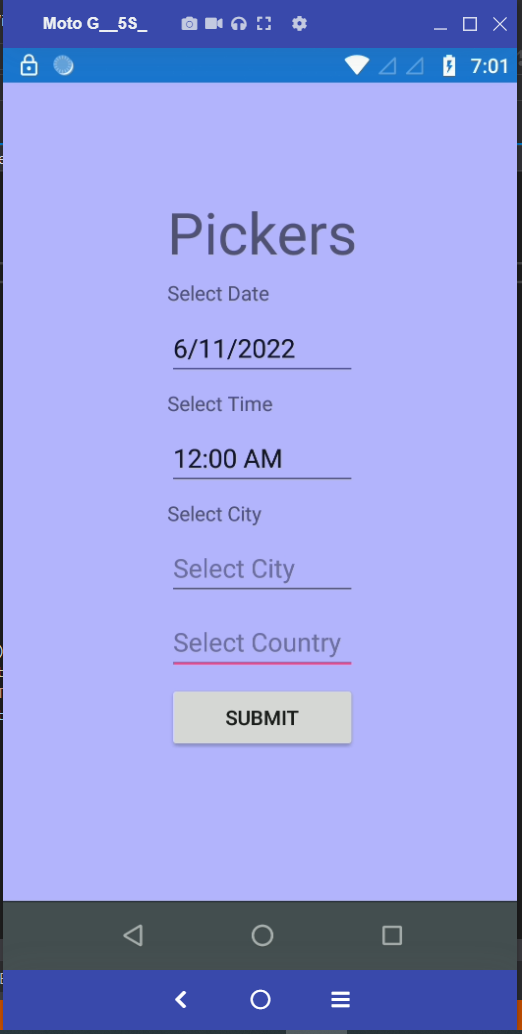 Moto G__5S_
7:01
Pickers
Select Date
6/11/2022
Select Time
12:00 AM
Select City
Select City
Select Country
SUBMIT